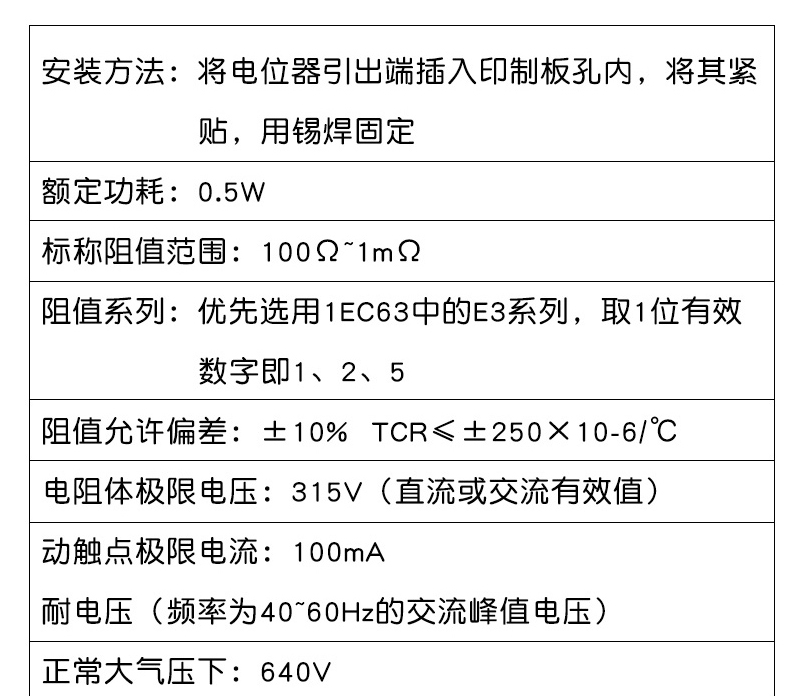 安装方法：将电位器引出端插入印制板孔内，将其紧
贴，用锡焊固定
额定功耗：0.5W
标称阻值范围：100Ω~1mΩ
阻值系列：优先选用1EC63中的E3系列，取1位有效
数字即1、2、5
阻值允许偏差：±10% TCR≤±250×10-6/℃
电阻体极限电压：315V（直流或交流有效值）
动触点极限电流：100mA
耐电压（频率为40~60Hz的交流峰值电压）
正常大气压下：640V